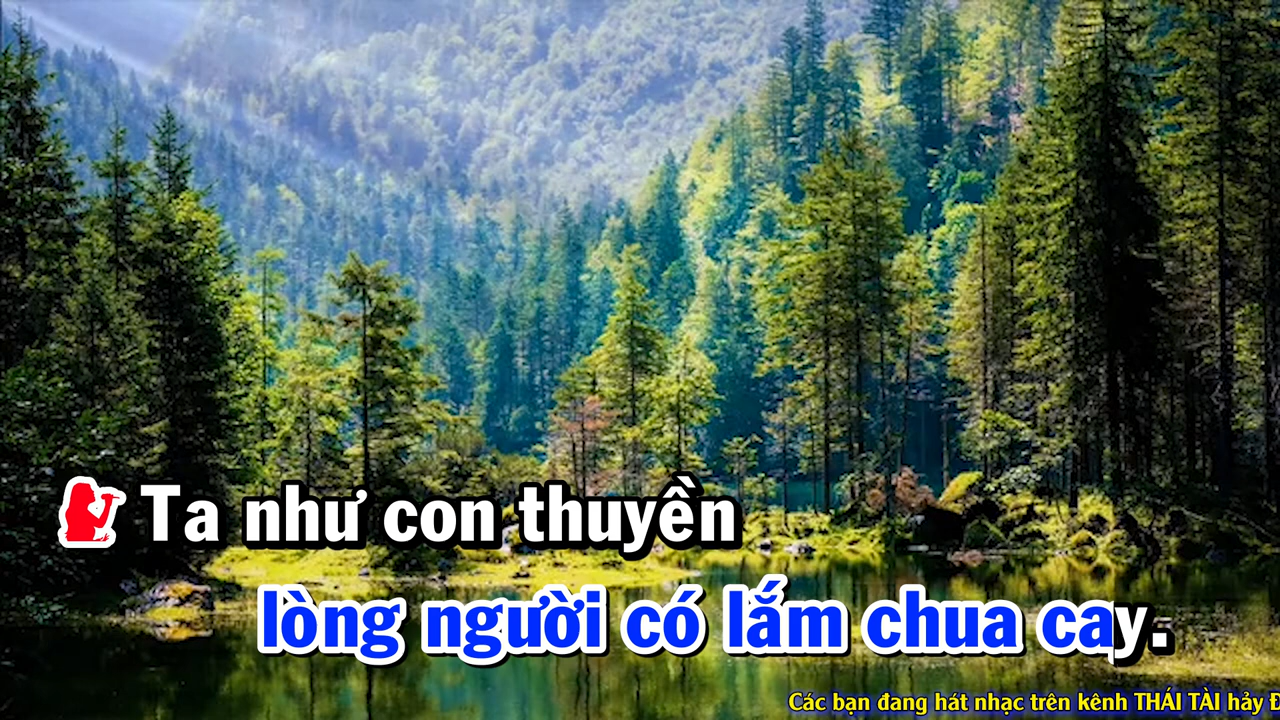 Ta như con thuyền
lòng người có lắm chua cay.
Các bạn đang hát nhạc trên kênh THÁI TÀI hảy Đ